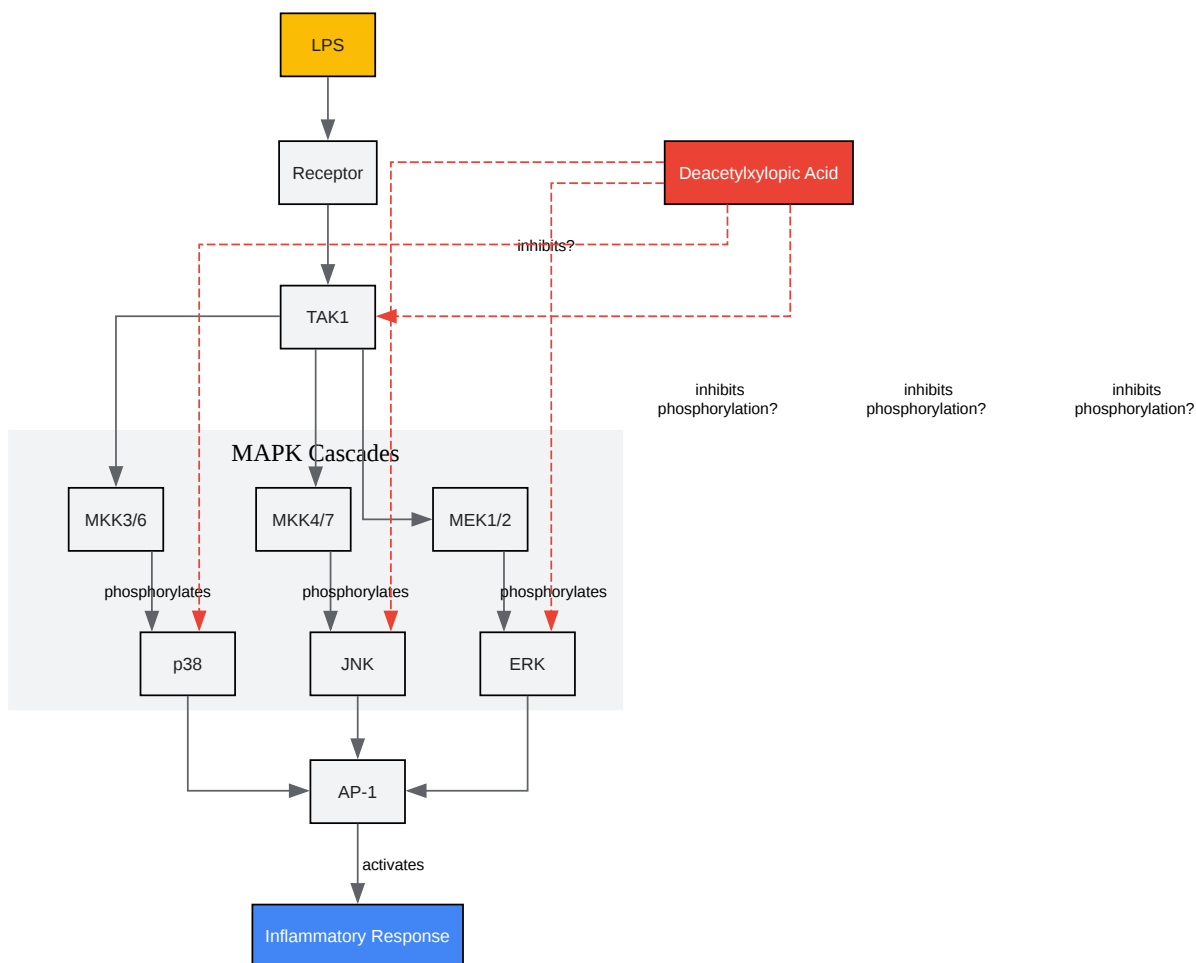 LPS
Receptor
Deacetylxylopic Acid
inhibits?
TAK1
inhibits
phosphorylation?
inhibits
phosphorylation?
inhibits
phosphorylation?
MAPK Cascades
MKK3/6
MKK4/7
MEK1/2
phosphorylates
phosphorylates
phosphorylates
p38
JNK
ERK
AP-1
activates
Inflammatory Response